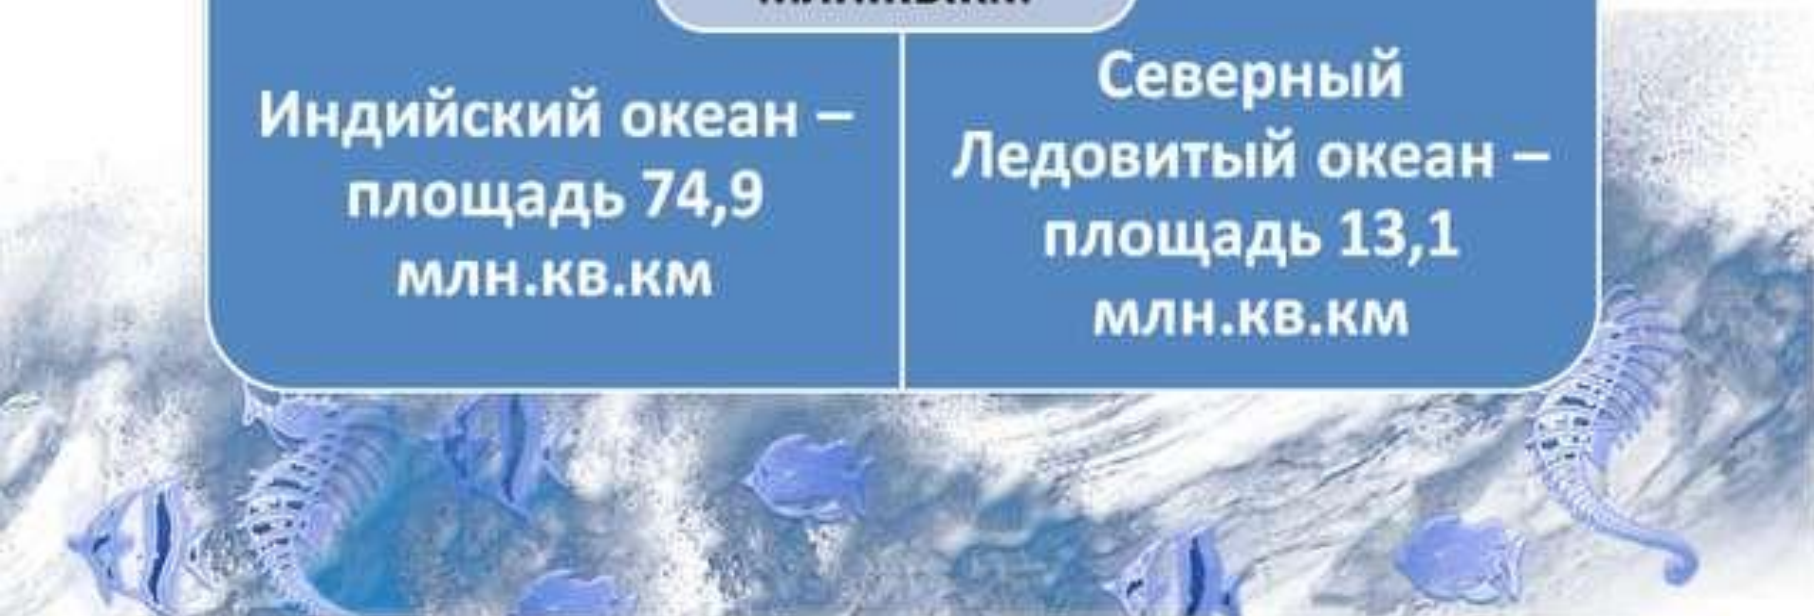 Индийский океан –
площадь 74,9
млн.кв.км
Северный
Ледовитый океан –
площадь 13,1
млн.кв.км